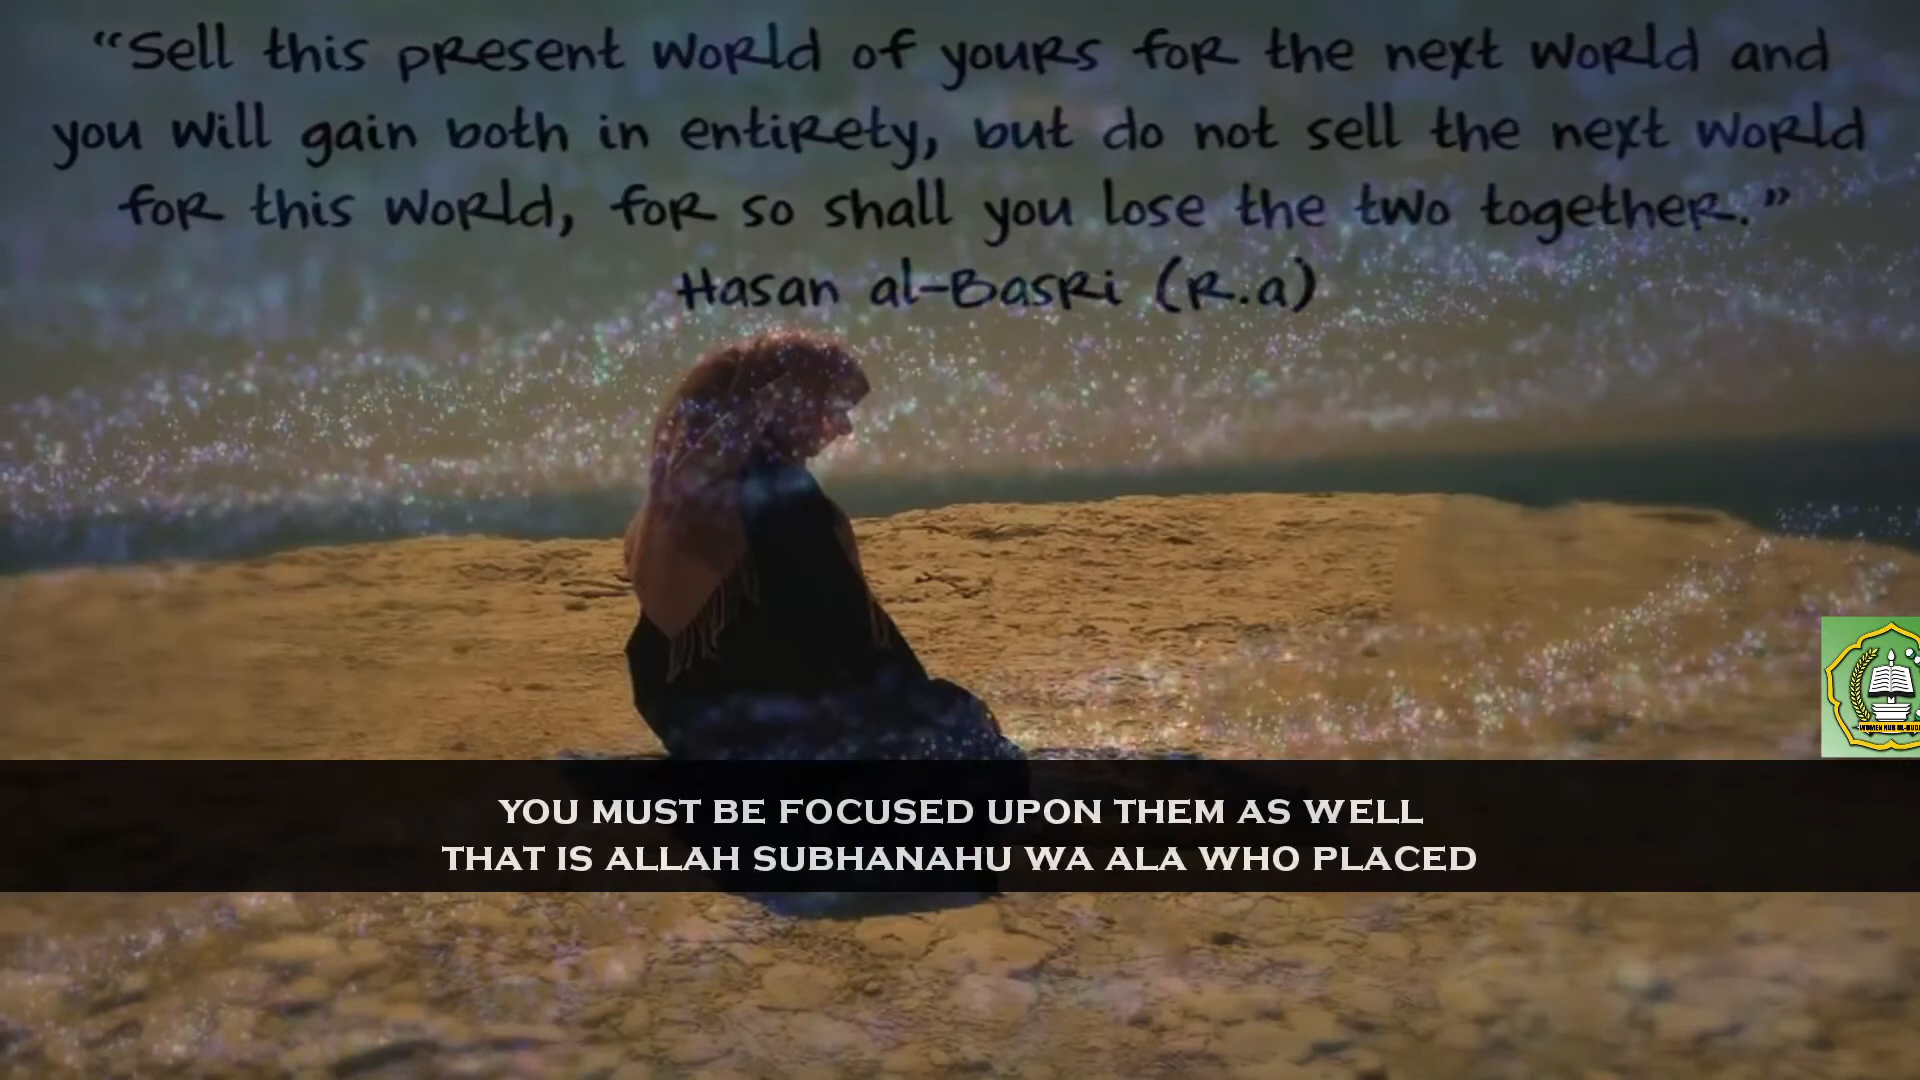 “Sell this present world of yours for the next world and
you will gain both in entirety, but do not sell the next world
for this world, for so shall you lose the two together.”
Hasan al-Basri (R.a)
YOU MUST BE FOCUSED UPON THEM AS WELL
THAT IS ALLAH SUBHANAHU WA ALA WHO PLACED